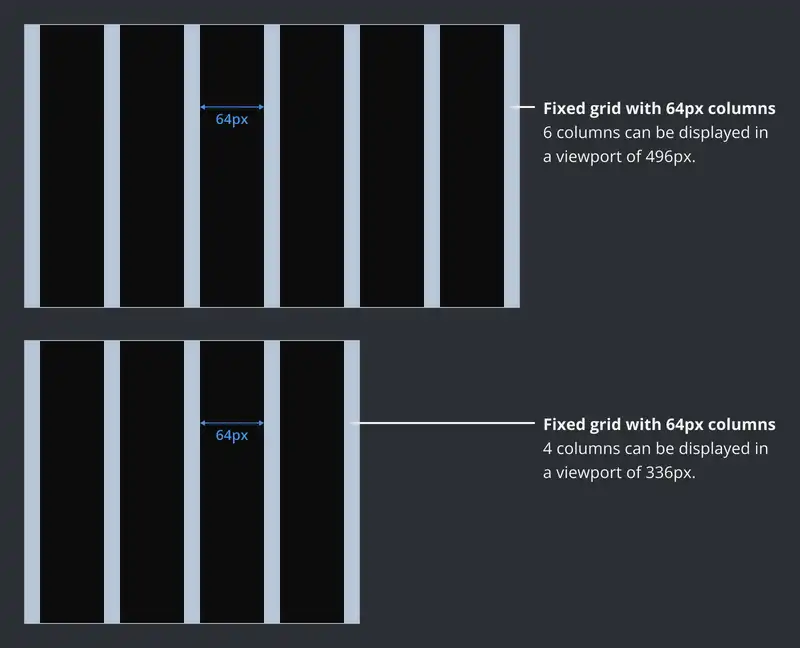 64px
Fixed grid with 64px columns
6 columns can be displayed in
a viewport of 496px.
64px
Fixed grid with 64px columns
4 columns can be displayed in
a viewport of 336px.